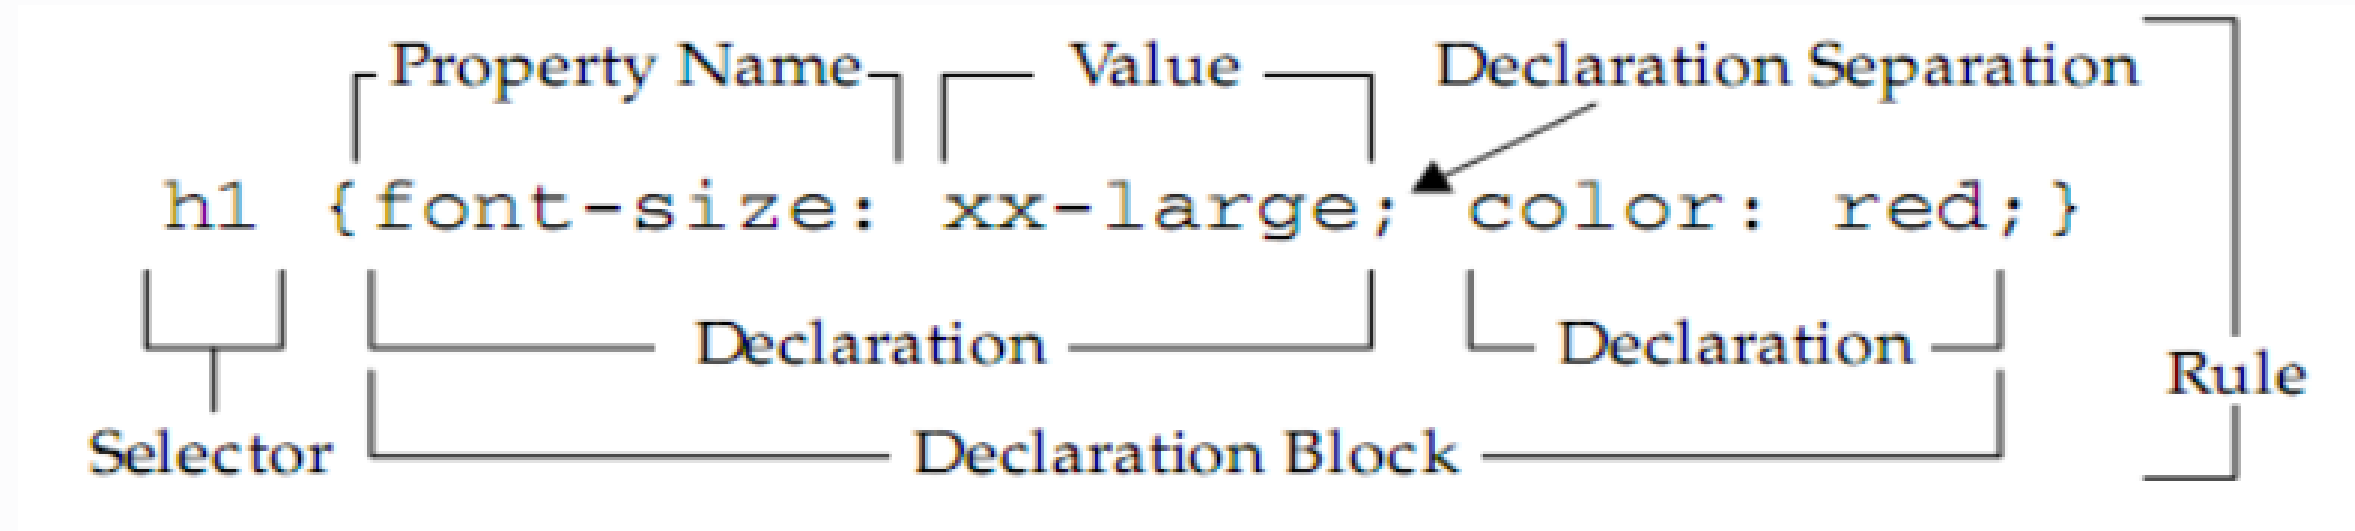 Property Name Value Declaration Separation
h1 {font-size: xx-large; color: red;}
Declaration Declaration
Rule
Selector Declaration Block